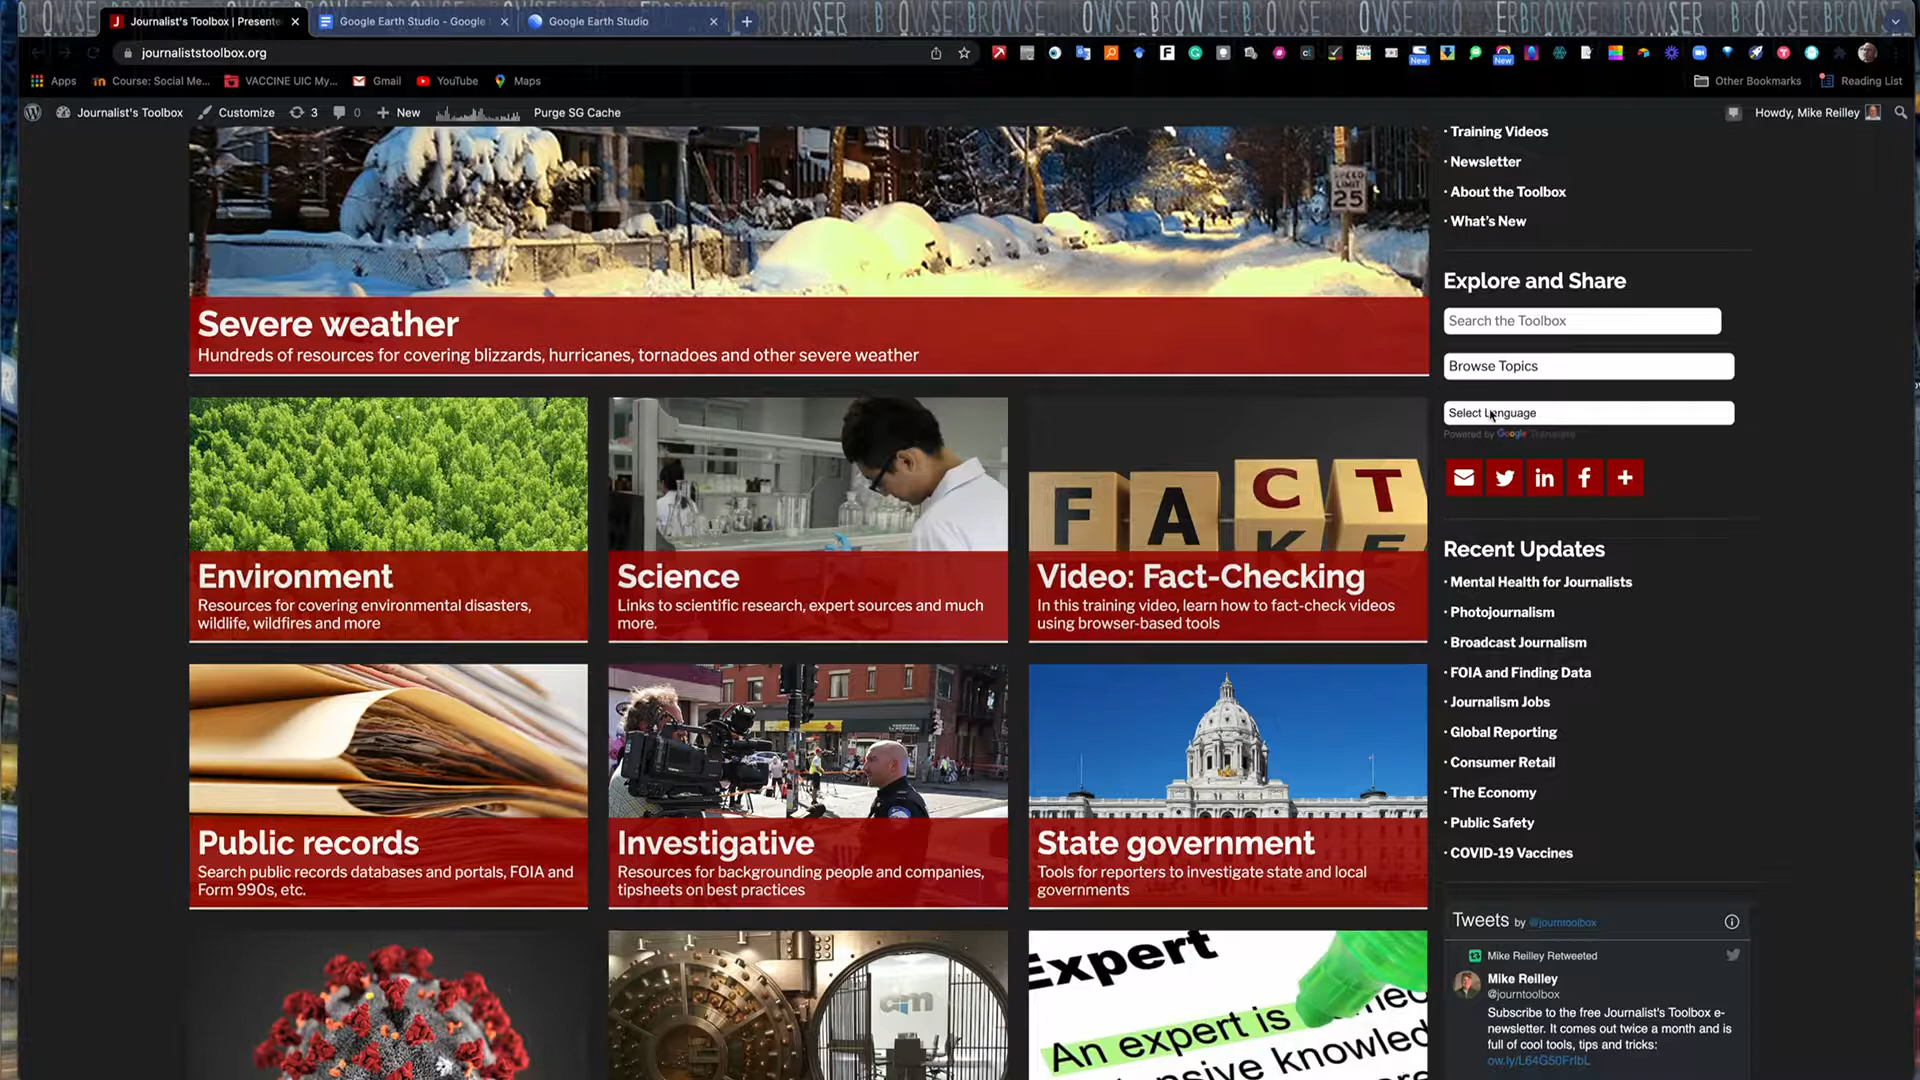 Journalist's Toolbox | Presente
Google Earth Studio - Google
Google Earth Studio
journaliststoolbox.org
New
New
Apps
Course: Social Me...
VACCINE UIC My...
Gmail
YouTube
Maps
Other Bookmarks
Reading List
Journal­ist's Toolbox
Customize
3
0
New
Purge SG Cache
Howdy, Mike Reilley
SPEED
LIMIT
25
Severe weather
Hundreds of resources for covering blizzards, hurricanes, tornadoes and other severe weather
Environment
Resources for covering environmental disasters,
wildlife, wildfires and more
Science
Links to scientific research, expert sources and much
more.
FACT
KE
Video: Fact-Checking
In this training video, learn how to fact-check videos
using browser-based tools
Public records
Search public records databases and portals, FOIA and
Form 990s, etc.
Investigative
Resources for backgrounding people and companies,
tipsheets on best practices
State government
Tools for reporters to investigate state and local
governments
Expert
An expert is
knowled
Training Videos
Newsletter
About the Toolbox
What's New
Explore and Share
Search the Toolbox
Browse Topics
Select Language
Powered by Google Translate
Recent Updates
Mental Health for Journalists
Photojournalism
Broadcast Journalism
FOIA and Finding Data
Journalism Jobs
Global Reporting
Consumer Retail
The Economy
Public Safety
COVID-19 Vaccines
Tweets by @journtoolbox
Mike Reilley Retweeted
Mike Reilley
@journtoolbox
Subscribe to the free Journalist's Toolbox e-
newsletter. It comes out twice a month and is
full of cool tools, tips and tricks: